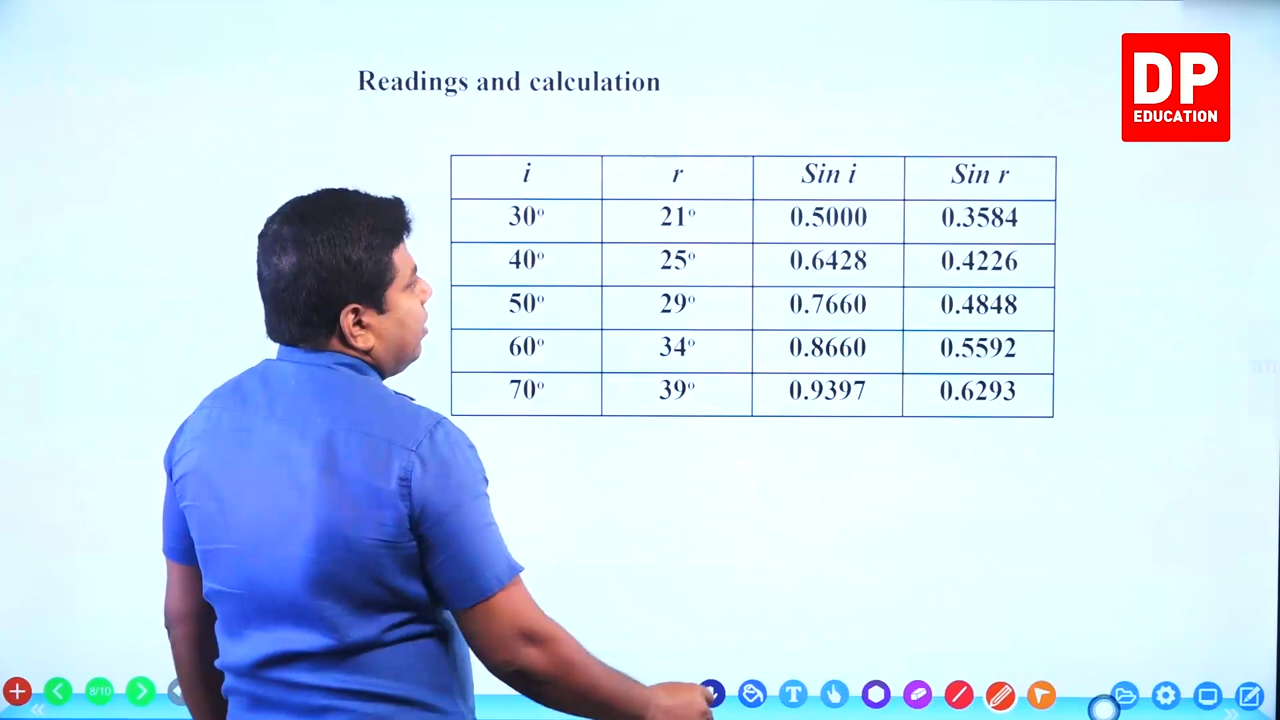 DP
EDUCATION
Readings and calculation
i r Sin i Sin r
30° 21° 0.5000 0.3584
40° 25° 0.6428 0.4226
50° 29° 0.7660 0.4848
60° 34° 0.8660 0.5592
70° 39° 0.9397 0.6293
8/10
T